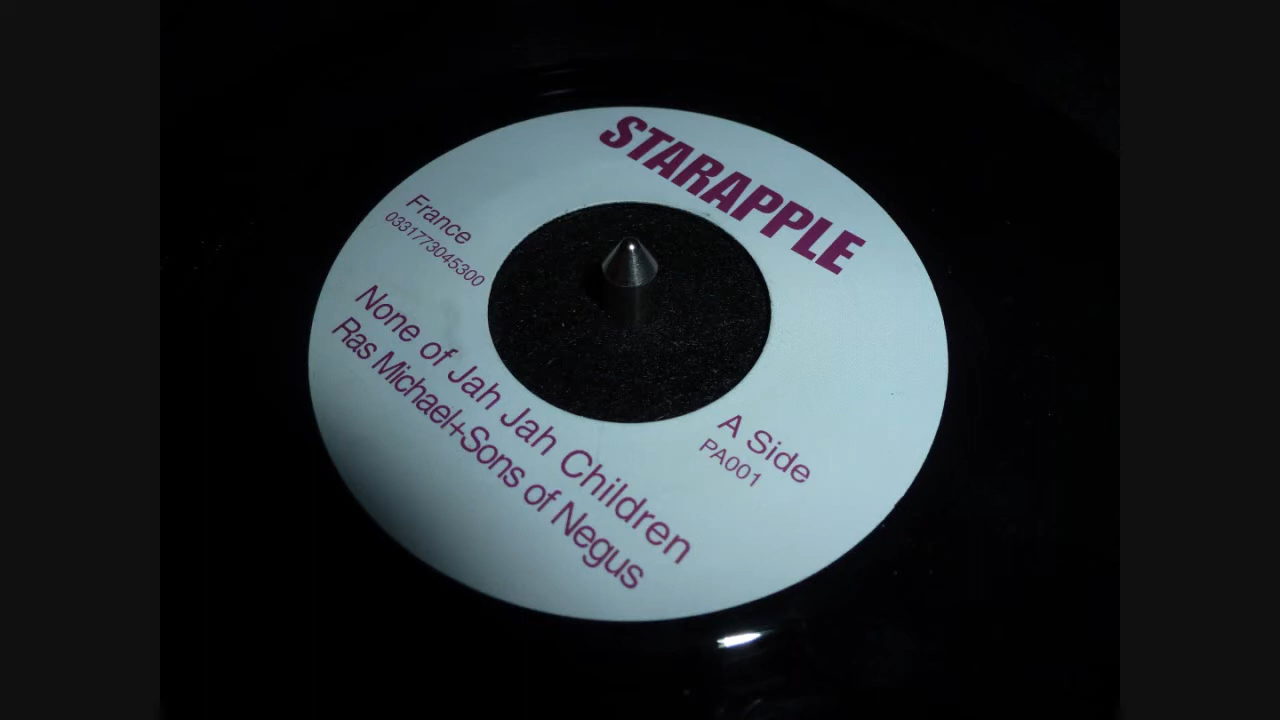 STARAPPLE
France
0331773045300
A Side
PA001
None of Jah Jah Children
Ras Michael+Sons of Negus